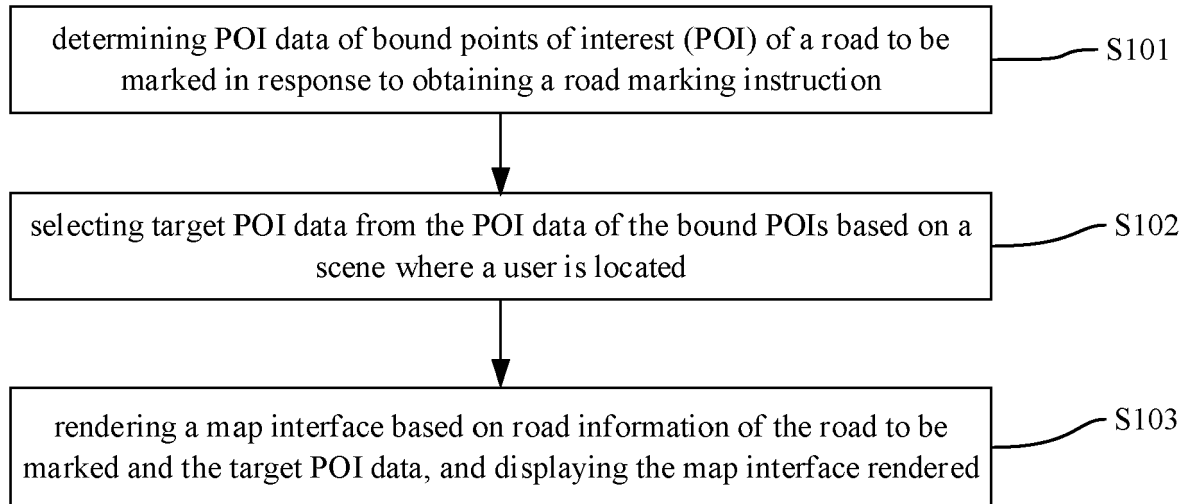 determining POI data of bound points of interest (POI) of a road to be
marked in response to obtaining a road marking instruction
S101
selecting target POI data from the POI data of the bound POIs based on a
scene where a user is located
S102
rendering a map interface based on road information of the road to be
marked and the target POI data, and displaying the map interface rendered
S103